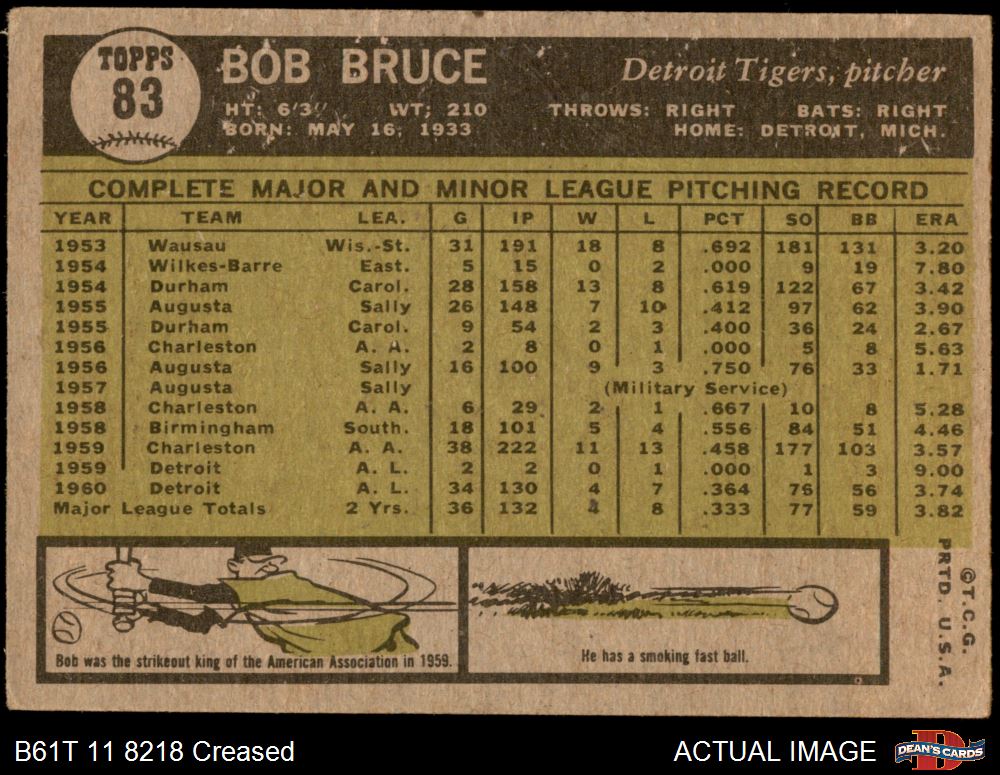 TOPPS
83
BOB BRUCE
Detroit Tigers, pitcher
HT: 6'3" WT: 210 THROWS: RIGHT BATS: RIGHT
BORN: MAY 16, 1933 HOME: DETROIT, MICH.
COMPLETE MAJOR AND MINOR LEAGUE PITCHING RECORD
YEAR TEAM LEA. G IP W L PCT SO BB ERA
1953 Wausau Wis.-St. 31 191 18 8 .692 181 131 3.20
1954 Wilkes-Barre East. 5 15 0 2 .000 9 19 7.80
1954 Durham Carol. 28 158 13 8 .619 122 67 3.42
1955 Augusta Sally 26 148 7 10 .412 97 62 3.90
1955 Durham Carol. 9 54 2 3 .400 36 24 2.67
1956 Charleston A. A. 2 8 0 1 .000 5 8 5.63
1956 Augusta Sally 16 100 9 3 .750 76 33 1.71
1957 Augusta Sally (Military Service)
1958 Charleston A. A. 6 29 2 1 .667 10 8 5.28
1958 Birmingham South. 18 101 5 4 .556 84 51 4.46
1959 Charleston A. A. 38 222 11 13 .458 177 103 3.57
1959 Detroit A. L. 2 2 0 1 .000 1 3 9.00
1960 Detroit A. L. 34 130 4 7 .364 76 56 3.74
Major League Totals 2 Yrs. 36 132 4 8 .333 77 59 3.82
Bob was the strikeout king of the American Association in 1959.
He has a smoking fast ball.
©T.C.G.
PRTD. U.S.A.
B61T 11 8218 Creased
ACTUAL IMAGE
D
DEAN'S CARDS